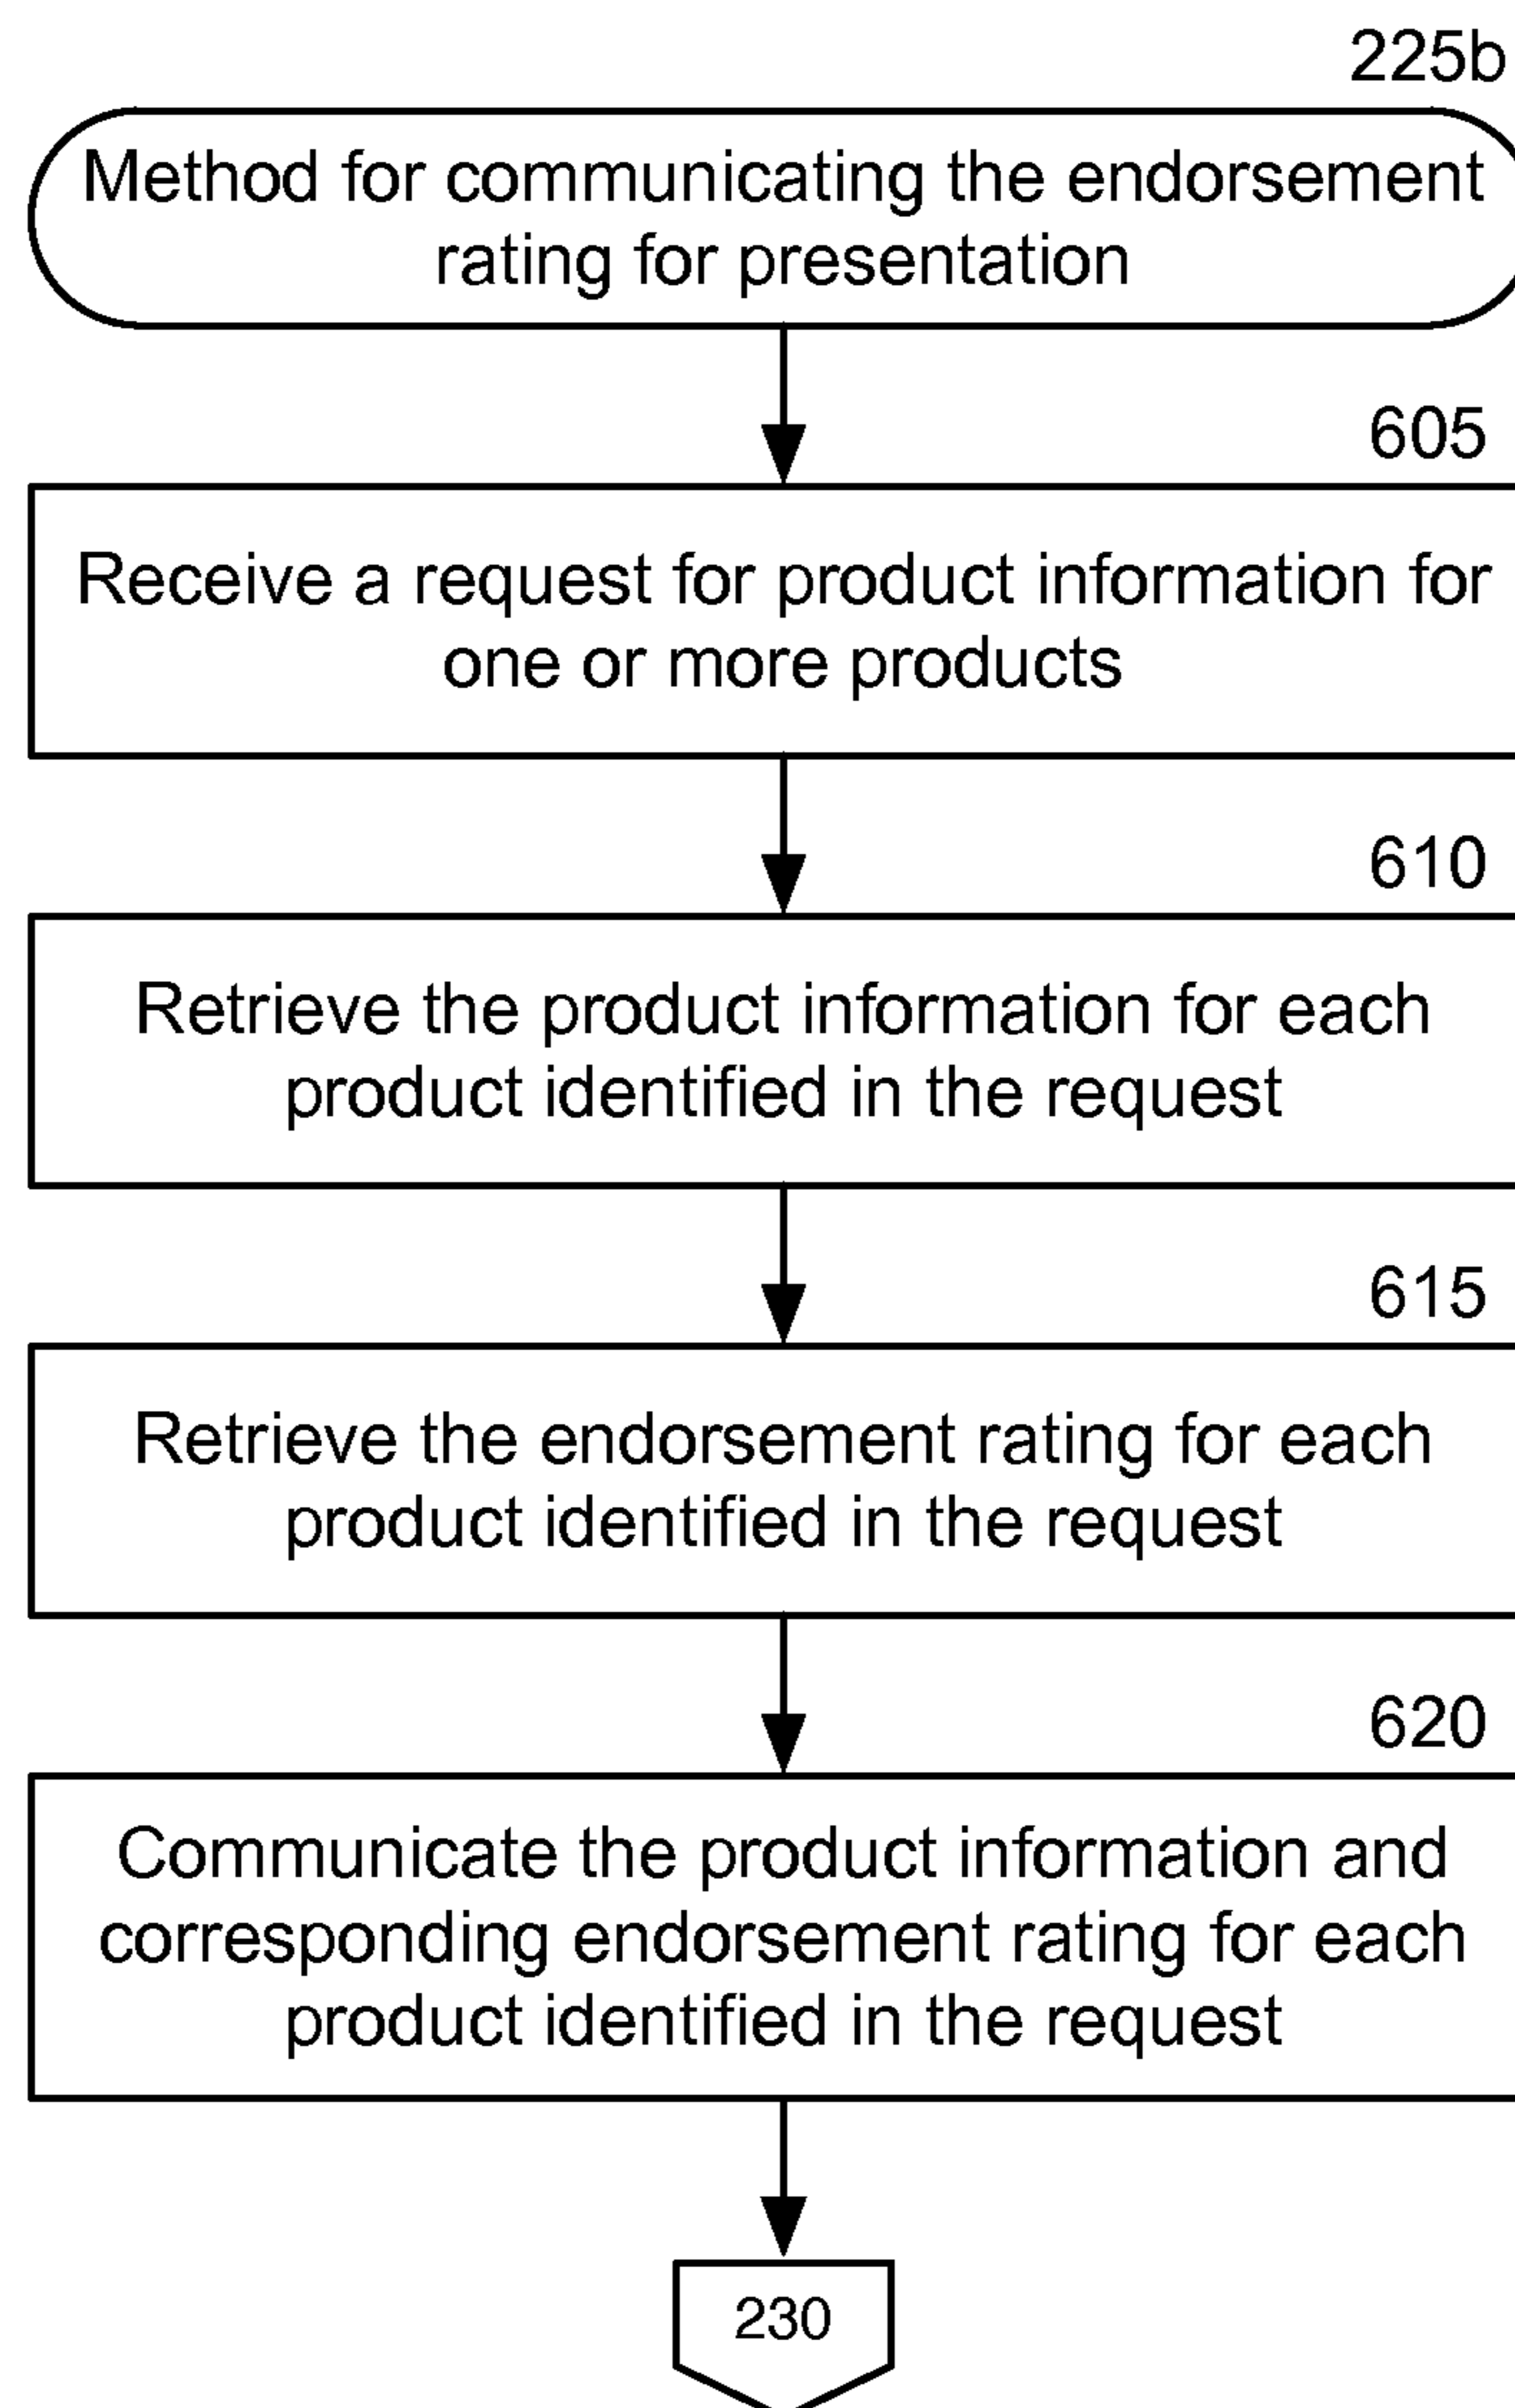 225b
Method for communicating the endorsement
rating for presentation
605
Receive a request for product information for
one or more products
610
Retrieve the product information for each
product identified in the request
615
Retrieve the endorsement rating for each
product identified in the request
620
Communicate the product information and
corresponding endorsement rating for each
product identified in the request
230